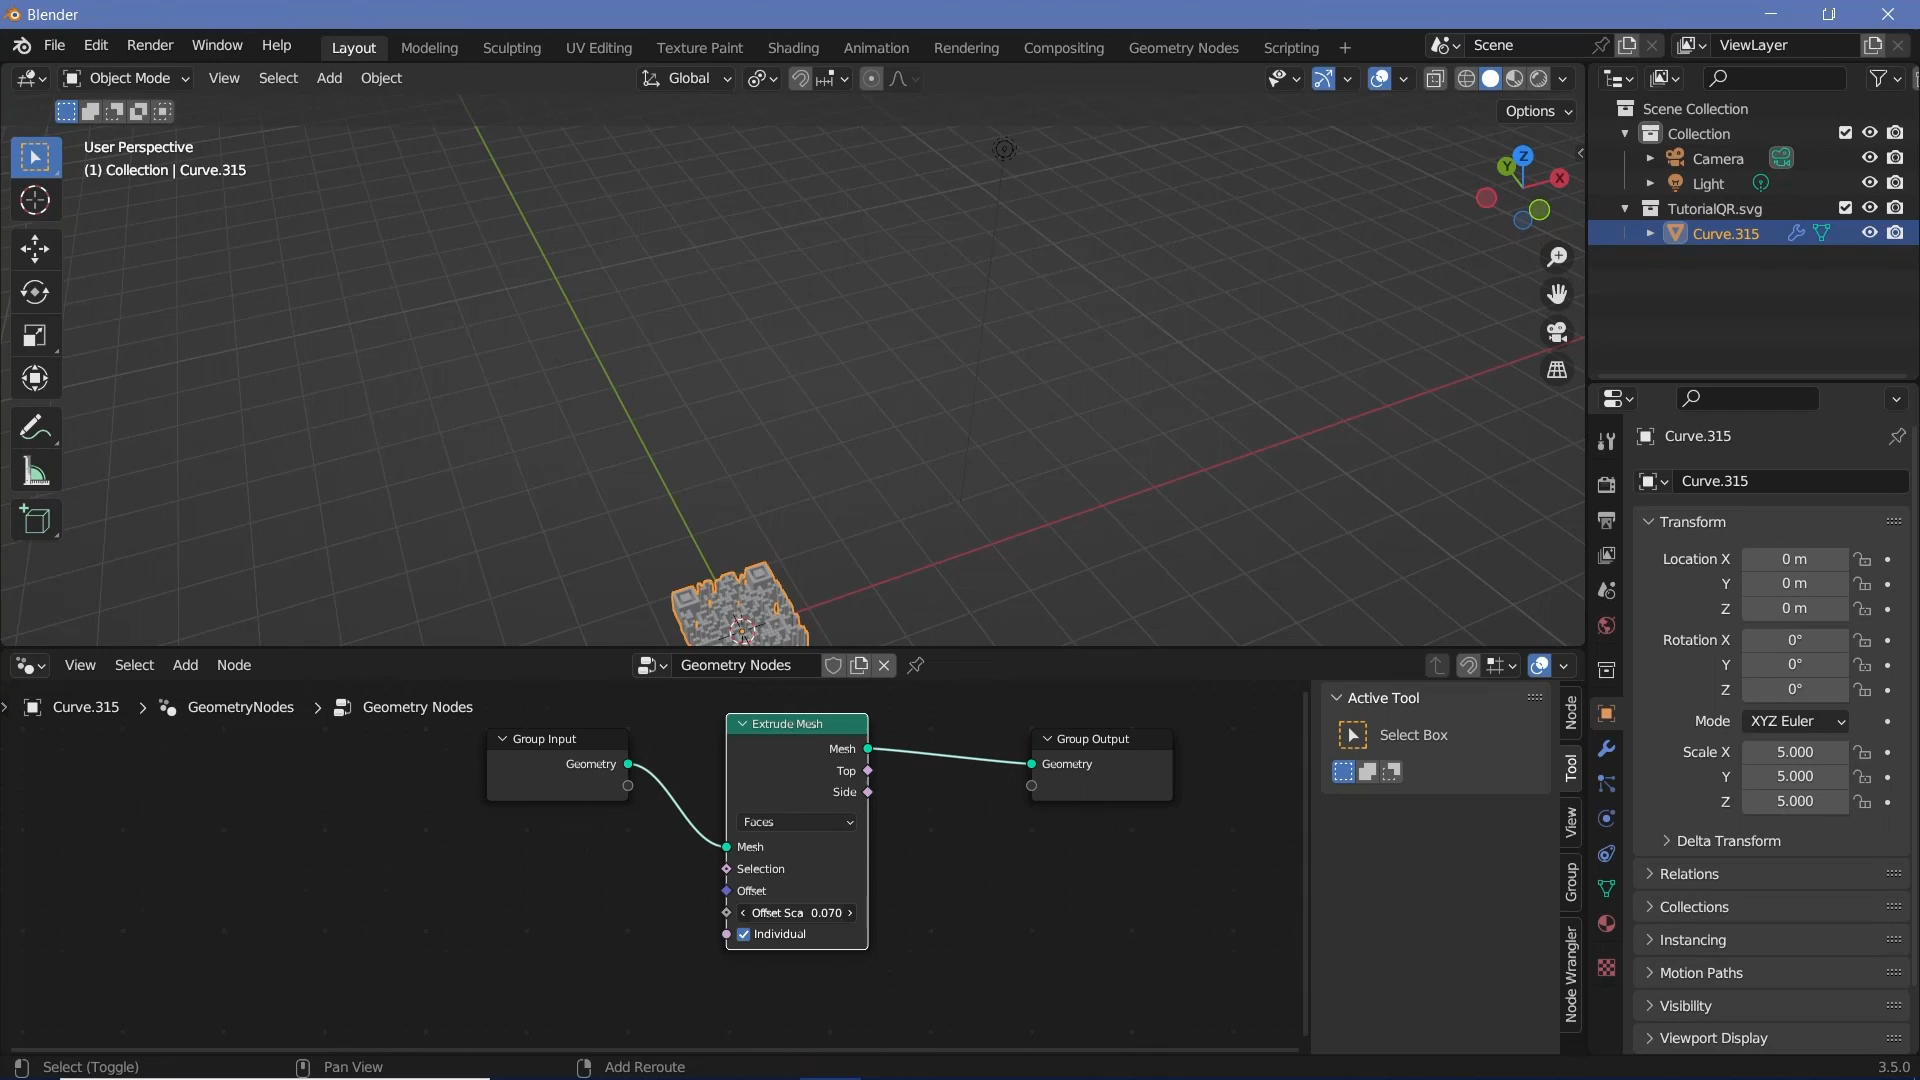 Blender
File Edit Render Window Help
Layout Modeling Sculpting UV Editing Texture Paint Shading Animation Rendering Compositing Geometry Nodes Scripting +
Scene
ViewLayer
Object Mode View Select Add Object
Global
Options
User Perspective
(1) Collection | Curve.315
Z
Y
X
Scene Collection
Collection
Camera
Light
TutorialQR.svg
Curve.315
Curve.315
Curve.315
Transform
Location X 0 m
Y 0 m
Z 0 m
Rotation X 0°
Y 0°
Z 0°
Mode XYZ Euler
Scale X 5.000
Y 5.000
Z 5.000
Delta Transform
Relations
Collections
Instancing
Motion Paths
Visibility
Viewport Display
View Select Add Node
Geometry Nodes
Curve.315 > GeometryNodes > Geometry Nodes
Group Input
Geometry
Extrude Mesh
Mesh
Top
Side
Faces
Mesh
Selection
Offset
Offset Sca 0.070
Individual
Group Output
Geometry
Active Tool
Select Box
Node
Tool
View
Group
Node Wrangler
Select (Toggle)
Pan View
Add Reroute
3.5.0